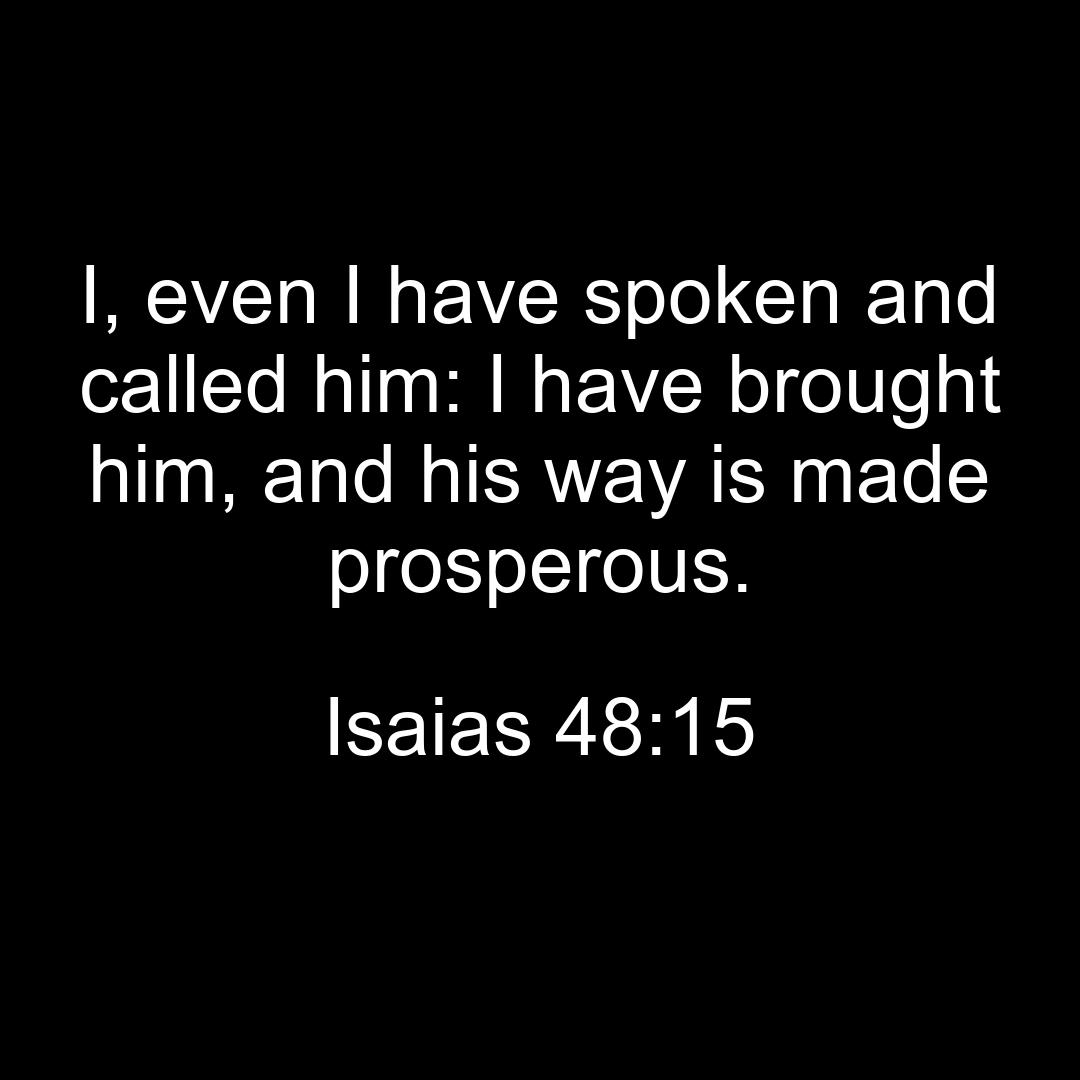 I, even I have spoken and
called him: I have brought
him, and his way is made
prosperous.
Isaias 48:15